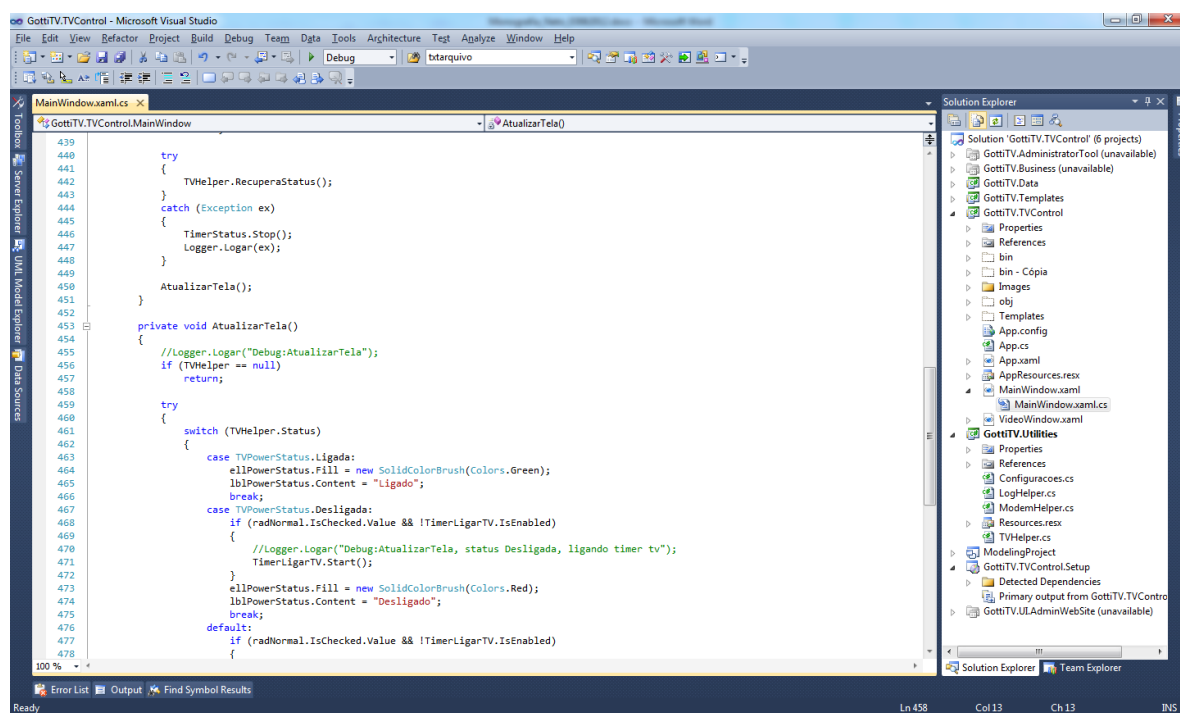 GottiTV.TVControl - Microsoft Visual Studio
File Edit View Refactor Project Build Debug Team Data Tools Architecture Test Analyze Window Help
Debug txtarquivo
MainWindow.xaml.cs
GottiTV.TVControl.MainWindow AtualizarTela()
439
440 try
441 {
442 TVHelper.RecuperaStatus();
443 }
444 catch (Exception ex)
445 {
446 TimerStatus.Stop();
447 Logger.Logar(ex);
448 }
449
450 AtualizarTela();
451 }
452
453 private void AtualizarTela()
454 {
455 //Logger.Logar("Debug:AtualizarTela");
456 if (TVHelper == null)
457 return;
458
459 try
460 {
461 switch (TVHelper.Status)
462 {
463 case TVPowerStatus.Ligada:
464 ellPowerStatus.Fill = new SolidColorBrush(Colors.Green);
465 lblPowerStatus.Content = "Ligado";
466 break;
467 case TVPowerStatus.Desligada:
468 if (radNormal.IsChecked.Value && !TimerLigarTV.IsEnabled)
469 {
470 //Logger.Logar("Debug:AtualizarTela, status Desligada, ligando timer tv");
471 TimerLigarTV.Start();
472 }
473 ellPowerStatus.Fill = new SolidColorBrush(Colors.Red);
474 lblPowerStatus.Content = "Desligado";
475 break;
476 default:
477 if (radNormal.IsChecked.Value && !TimerLigarTV.IsEnabled)
478 {
100 %
Toolbox
Server Explorer
UML Model Explorer
Data Sources
Solution Explorer
Solution 'GottiTV.TVControl' (6 projects)
GottiTV.AdministratorTool (unavailable)
GottiTV.Business (unavailable)
GottiTV.Data
GottiTV.Templates
GottiTV.TVControl
Properties
References
bin
bin - Cópia
Images
obj
Templates
App.config
App.cs
App.xaml
AppResources.resx
MainWindow.xaml
MainWindow.xaml.cs
VideoWindow.xaml
GottiTV.Utilities
Properties
References
Configuracoes.cs
LogHelper.cs
ModemHelper.cs
Resources.resx
TVHelper.cs
ModelingProject
GottiTV.TVControl.Setup
Detected Dependencies
Primary output from GottiTV.TVContro
GottiTV.UI.AdminWebSite (unavailable)
Solution Explorer Team Explorer
Error List Output Find Symbol Results
Ready Ln 458 Col 13 Ch 13 INS